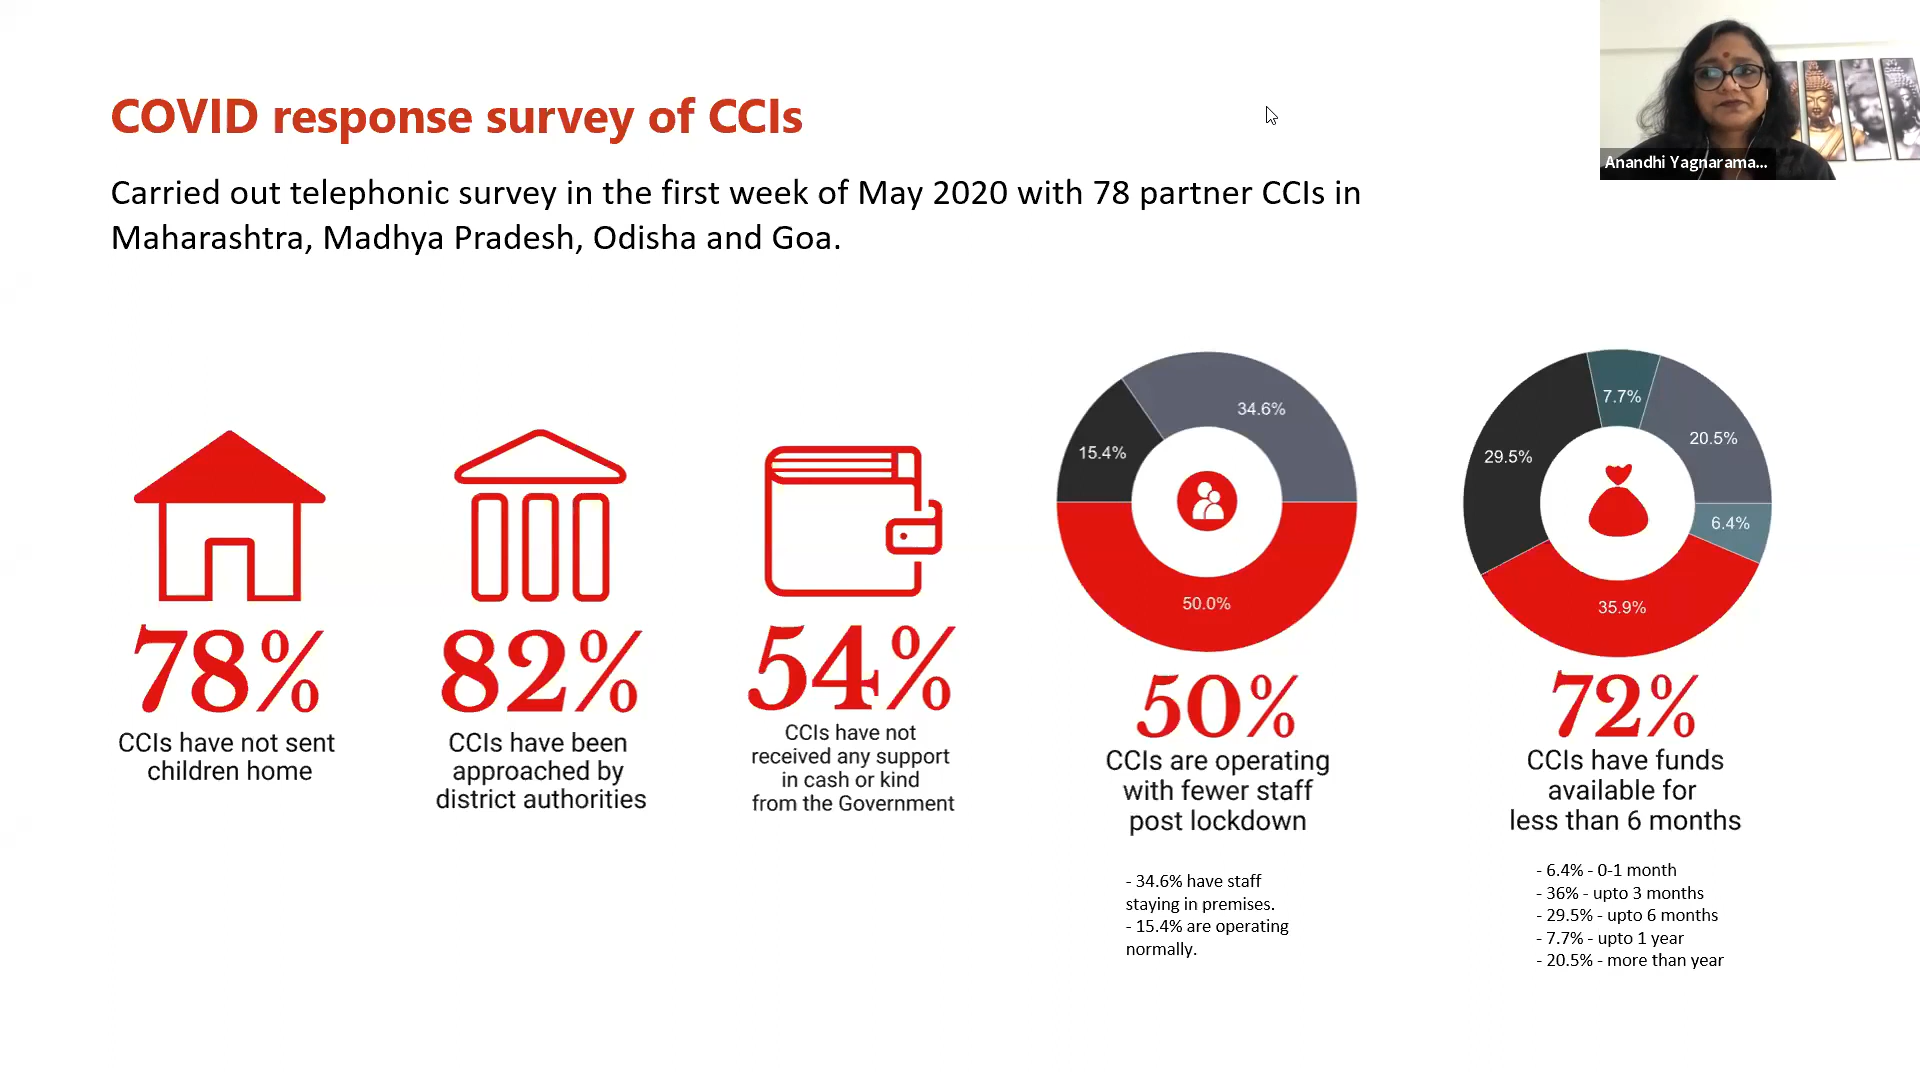 Anandhi Yagnarama...
COVID response survey of CCIs
Carried out telephonic survey in the first week of May 2020 with 78 partner CCIs in
Maharashtra, Madhya Pradesh, Odisha and Goa.
78%
CCIs have not sent
children home
82%
CCIs have been
approached by
district authorities
54%
CCIs have not
received any support
in cash or kind
from the Government
34.6%
15.4%
50.0%
50%
CCIs are operating
with fewer staff
post lockdown
- 34.6% have staff
staying in premises.
- 15.4% are operating
normally.
7.7%
20.5%
29.5%
6.4%
35.9%
72%
CCIs have funds
available for
less than 6 months
- 6.4% - 0-1 month
- 36% - upto 3 months
- 29.5% - upto 6 months
- 7.7% - upto 1 year
- 20.5% - more than year